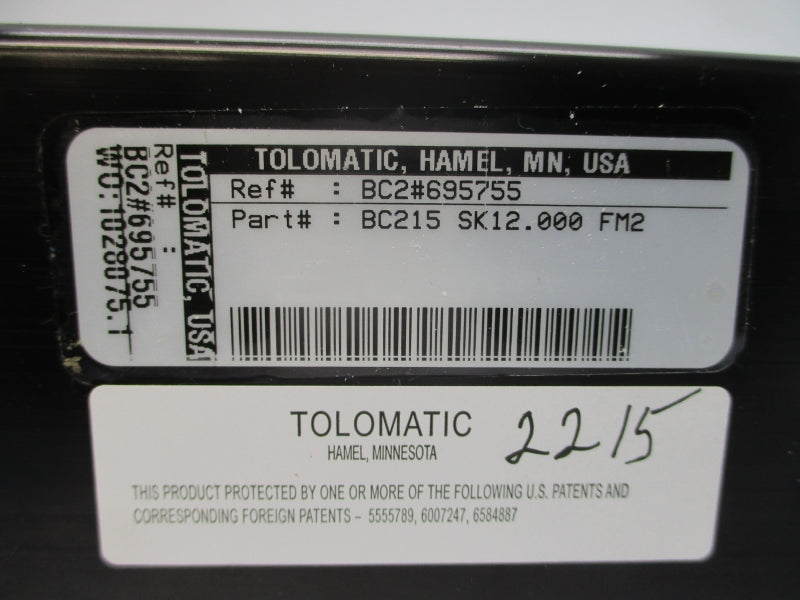 TOLOMATIC, HAMEL, MN, USA
Ref# : BC2#695755
Part# : BC215 SK12.000 FM2
TOLOMATIC, USA
Ref# :
BC2#695755
WO:1028075.1
TOLOMATIC
HAMEL, MINNESOTA
2215
THIS PRODUCT PROTECTED BY ONE OR MORE OF THE FOLLOWING U.S. PATENTS AND
CORRESPONDING FOREIGN PATENTS – 5555789, 6007247, 6584887